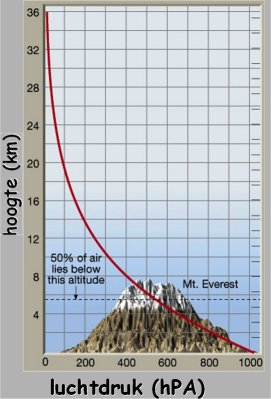 36
32
28
24
20
16
12
8
4
hoogte (km)
50% of air
lies below
this altitude
Mt. Everest
0 200 400 600 800 1000
luchtdruk (hPA)